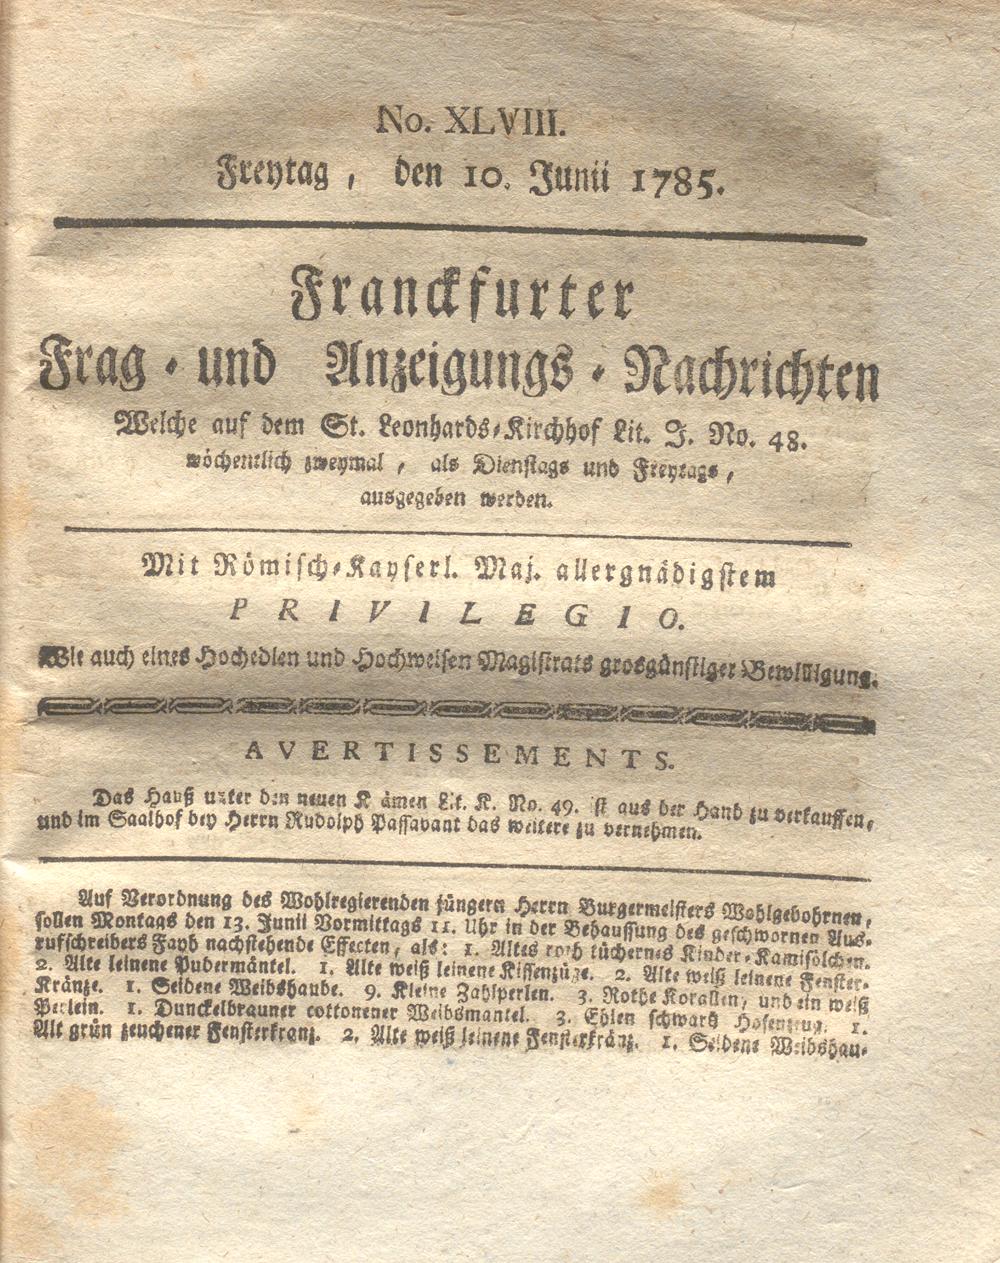 No. XLVIII.
Freytag, den 10. Junii 1785.
Franckfurter
Frag- und Anzeigungs-Nachrichten
Welche auf dem St. Leonhards-Kirchhof Lit. J. No. 48.
wöchentlich zweymal, als Dienstags und Freytags,
ausgegeben werden.
Mit Römisch-Kayserl. Maj. allergnädigstem
PRIVILEGIO.
Wie auch eines Hochedlen und Hochweisen Magistrats grosgünstiger Bewilligung.
AVERTISSEMENTS.
Das Hauß unter den neuen Krämen Lit. K. No. 49. ist aus der Hand zu verkauffen,
und im Saalhof bey Herrn Rudolph Passavant das weitere zu vernehmen.
Auf Verordnung des Wohlregierenden jüngern Herrn Burgermeisters Wohlgebohrnen,
sollen Montags den 13. Junii Vormittags 11. Uhr in der Behaussung des geschwornen Aus-
rufschreibers Fayh nachstehende Effecten, als: 1. Altes roth tüchernes Kinder-Kamisölchen.
2. Alte leinene Pudermäntel. 1. Alte weiß leinene Kissenzüge. 2. Alte weiß leinene Fenster-
Kränze. 1. Seidene Weibshaube. 9. Kleine Zahlperlen. 3. Rothe Korallen, und ein weiß
Perlein. 1. Dunckelbrauner cottonener Weibsmantel. 3. Ehlen schwartz Hosenzeug. 1.
Alt grün zeuchener Fensterkranz. 2. Alte weiß leinene Fensterkränz. 1. Seidene Weibshau-